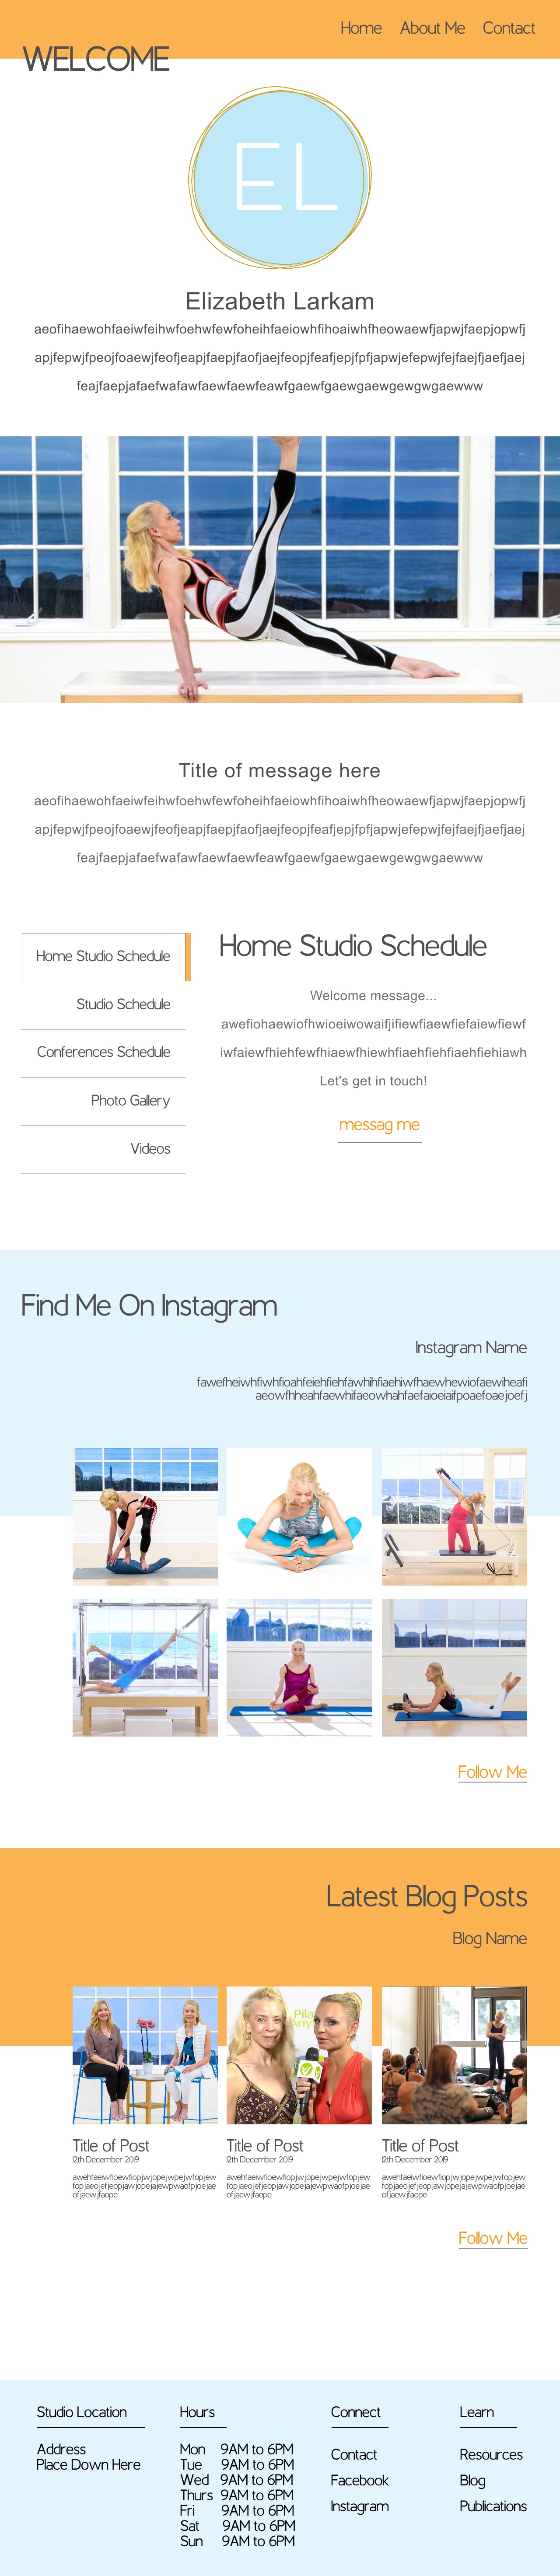 Home About Me Contact
WELCOME
EL
Elizabeth Larkam
aeofihaewohfaeiwfeihwfoehwfewfoheihfaeiowhfihoaiwhfheowaewfjapwjfaepjopwfj
apjfepwjfpeojfoaewjfeofjeapjfaepjfaofjaejfeopjfeafjepjfpfjapwjefepwjfejfaejfjaefjaej
feajfaepjafaefwafawfaewfaewfeawfgaewfgaewgaewgewgwgaewww
Title of message here
aeofihaewohfaeiwfeihwfoehwfewfoheihfaeiowhfihoaiwhfheowaewfjapwjfaepjopwfj
apjfepwjfpeojfoaewjfeofjeapjfaepjfaofjaejfeopjfeafjepjfpfjapwjefepwjfejfaejfjaefjaej
feajfaepjafaefwafawfaewfaewfeawfgaewfgaewgaewgewgwgaewww
Home Studio Schedule
Studio Schedule
Conferences Schedule
Photo Gallery
Videos
Home Studio Schedule
Welcome message...
awefiohaewiofhwioeiwowaifjifiewfiaewfiefaiewfiewf
iwfaiewfhiehfewfhiaewfhiewhfiaehfiehfiaehfiehiawh
Let's get in touch!
messag me
Find Me On Instagram
Instagram Name
fawefheiwhfiwhfioahfeiehfiehfawhihfiaehiwfhaewhewiofaewiheafi
aeowfhheahfaewhifaeowhahfaefaioeiaifpoaefoaejoefj
Follow Me
Latest Blog Posts
Blog Name
Title of Post
12th December 2019
awehfaeiwfioewfiopjwjopejwpejwfopjew
fopjaeojefjeopjawjopejajewpwaofpjoejae
ofjaewjfaope
Title of Post
12th December 2019
awehfaeiwfioewfiopjwjopejwpejwfopjew
fopjaeojefjeopjawjopejajewpwaofpjoejae
ofjaewjfaope
Title of Post
12th December 2019
awehfaeiwfioewfiopjwjopejwpejwfopjew
fopjaeojefjeopjawjopejajewpwaofpjoejae
ofjaewjfaope
Follow Me
Studio Location
Address
Place Down Here
Hours
Mon 9AM to 6PM
Tue 9AM to 6PM
Wed 9AM to 6PM
Thurs 9AM to 6PM
Fri 9AM to 6PM
Sat 9AM to 6PM
Sun 9AM to 6PM
Connect
Contact
Facebook
Instagram
Learn
Resources
Blog
Publications